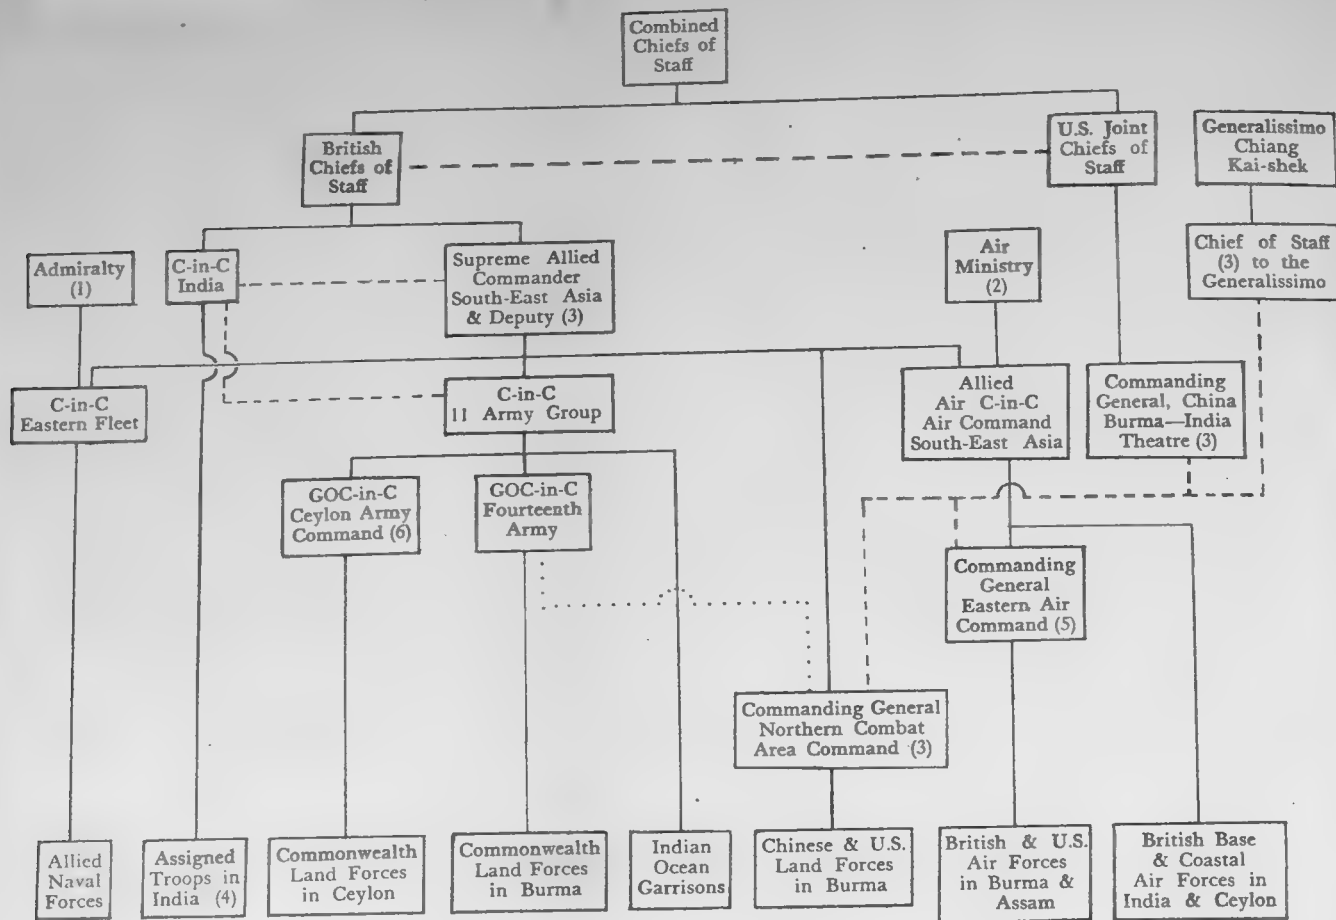 Combined
Chiefs of
Staff
British
Chiefs of
Staff
U.S. Joint
Chiefs of
Staff
Generalissimo
Chiang
Kai-shek
Admiralty
(1)
C-in-C
India
Supreme Allied
Commander
South-East Asia
& Deputy (3)
Air
Ministry
(2)
Chief of Staff
(3) to the
Generalissimo
C-in-C
Eastern Fleet
C-in-C
11 Army Group
Allied
Air C-in-C
Air Command
South-East Asia
Commanding
General, China
Burma—India
Theatre (3)
GOC-in-C
Ceylon Army
Command (6)
GOC-in-C
Fourteenth
Army
Commanding
General
Eastern Air
Command (5)
Commanding General
Northern Combat
Area Command (3)
Allied
Naval
Forces
Assigned
Troops in
India (4)
Commonwealth
Land Forces
in Ceylon
Commonwealth
Land Forces
in Burma
Indian
Ocean
Garrisons
Chinese & U.S.
Land Forces
in Burma
British & U.S.
Air Forces
in Burma &
Assam
British Base
& Coastal
Air Forces in
India & Ceylon